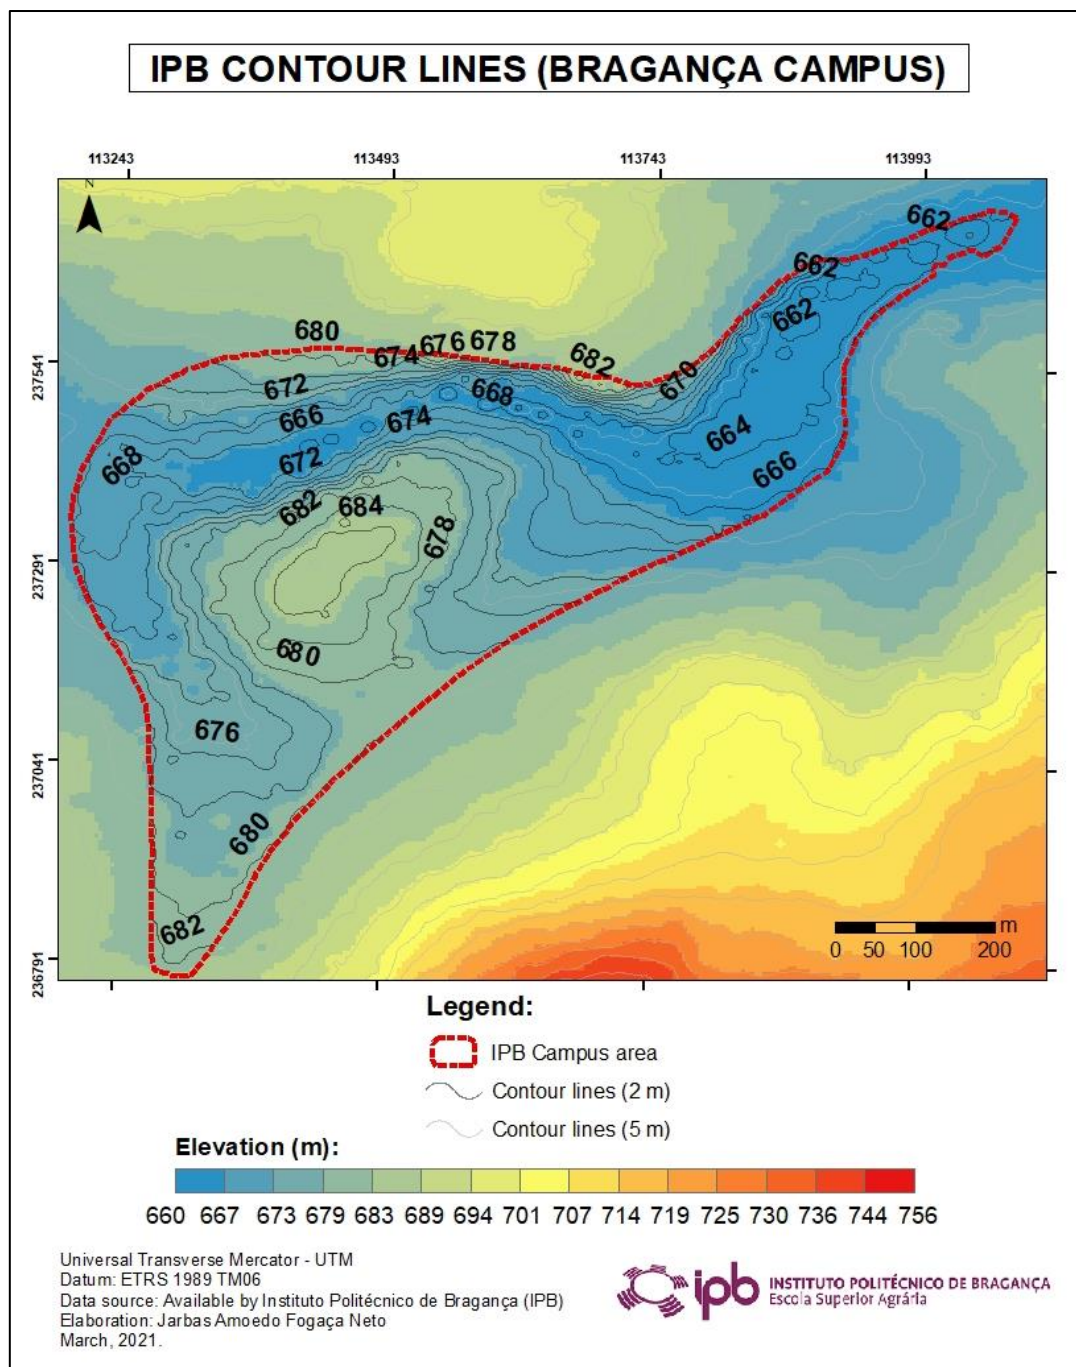 IPB CONTOUR LINES (BRAGANÇA CAMPUS)
113243 113493 113743 113993
N
662
662
662
680
676 678
674
682
237541
672
670
668
666
674
664
668
672
666
682
684
678
237291
680
676
237041
680
682
236791
m
0 50 100 200
Legend:
IPB Campus area
Contour lines (2 m)
Contour lines (5 m)
Elevation (m):
660 667 673 679 683 689 694 701 707 714 719 725 730 736 744 756
Universal Transverse Mercator - UTM
Datum: ETRS 1989 TM06
Data source: Available by Instituto Politécnico de Bragança (IPB)
Elaboration: Jarbas Amoedo Fogaça Neto
March, 2021.
ipb
INSTITUTO POLITÉCNICO DE BRAGANÇA
Escola Superior Agrária